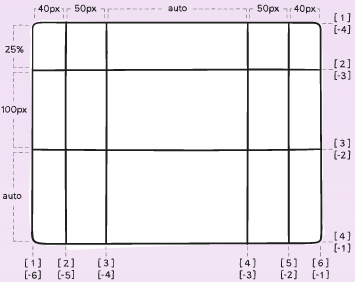 40px 50px auto 50px 40px
[1]
[-4]
25%
[2]
[-3]
100px
[3]
[-2]
auto
[4]
[-1]
[1] [2] [3] [4] [5] [6]
[-6] [-5] [-4] [-3] [-2] [-1]